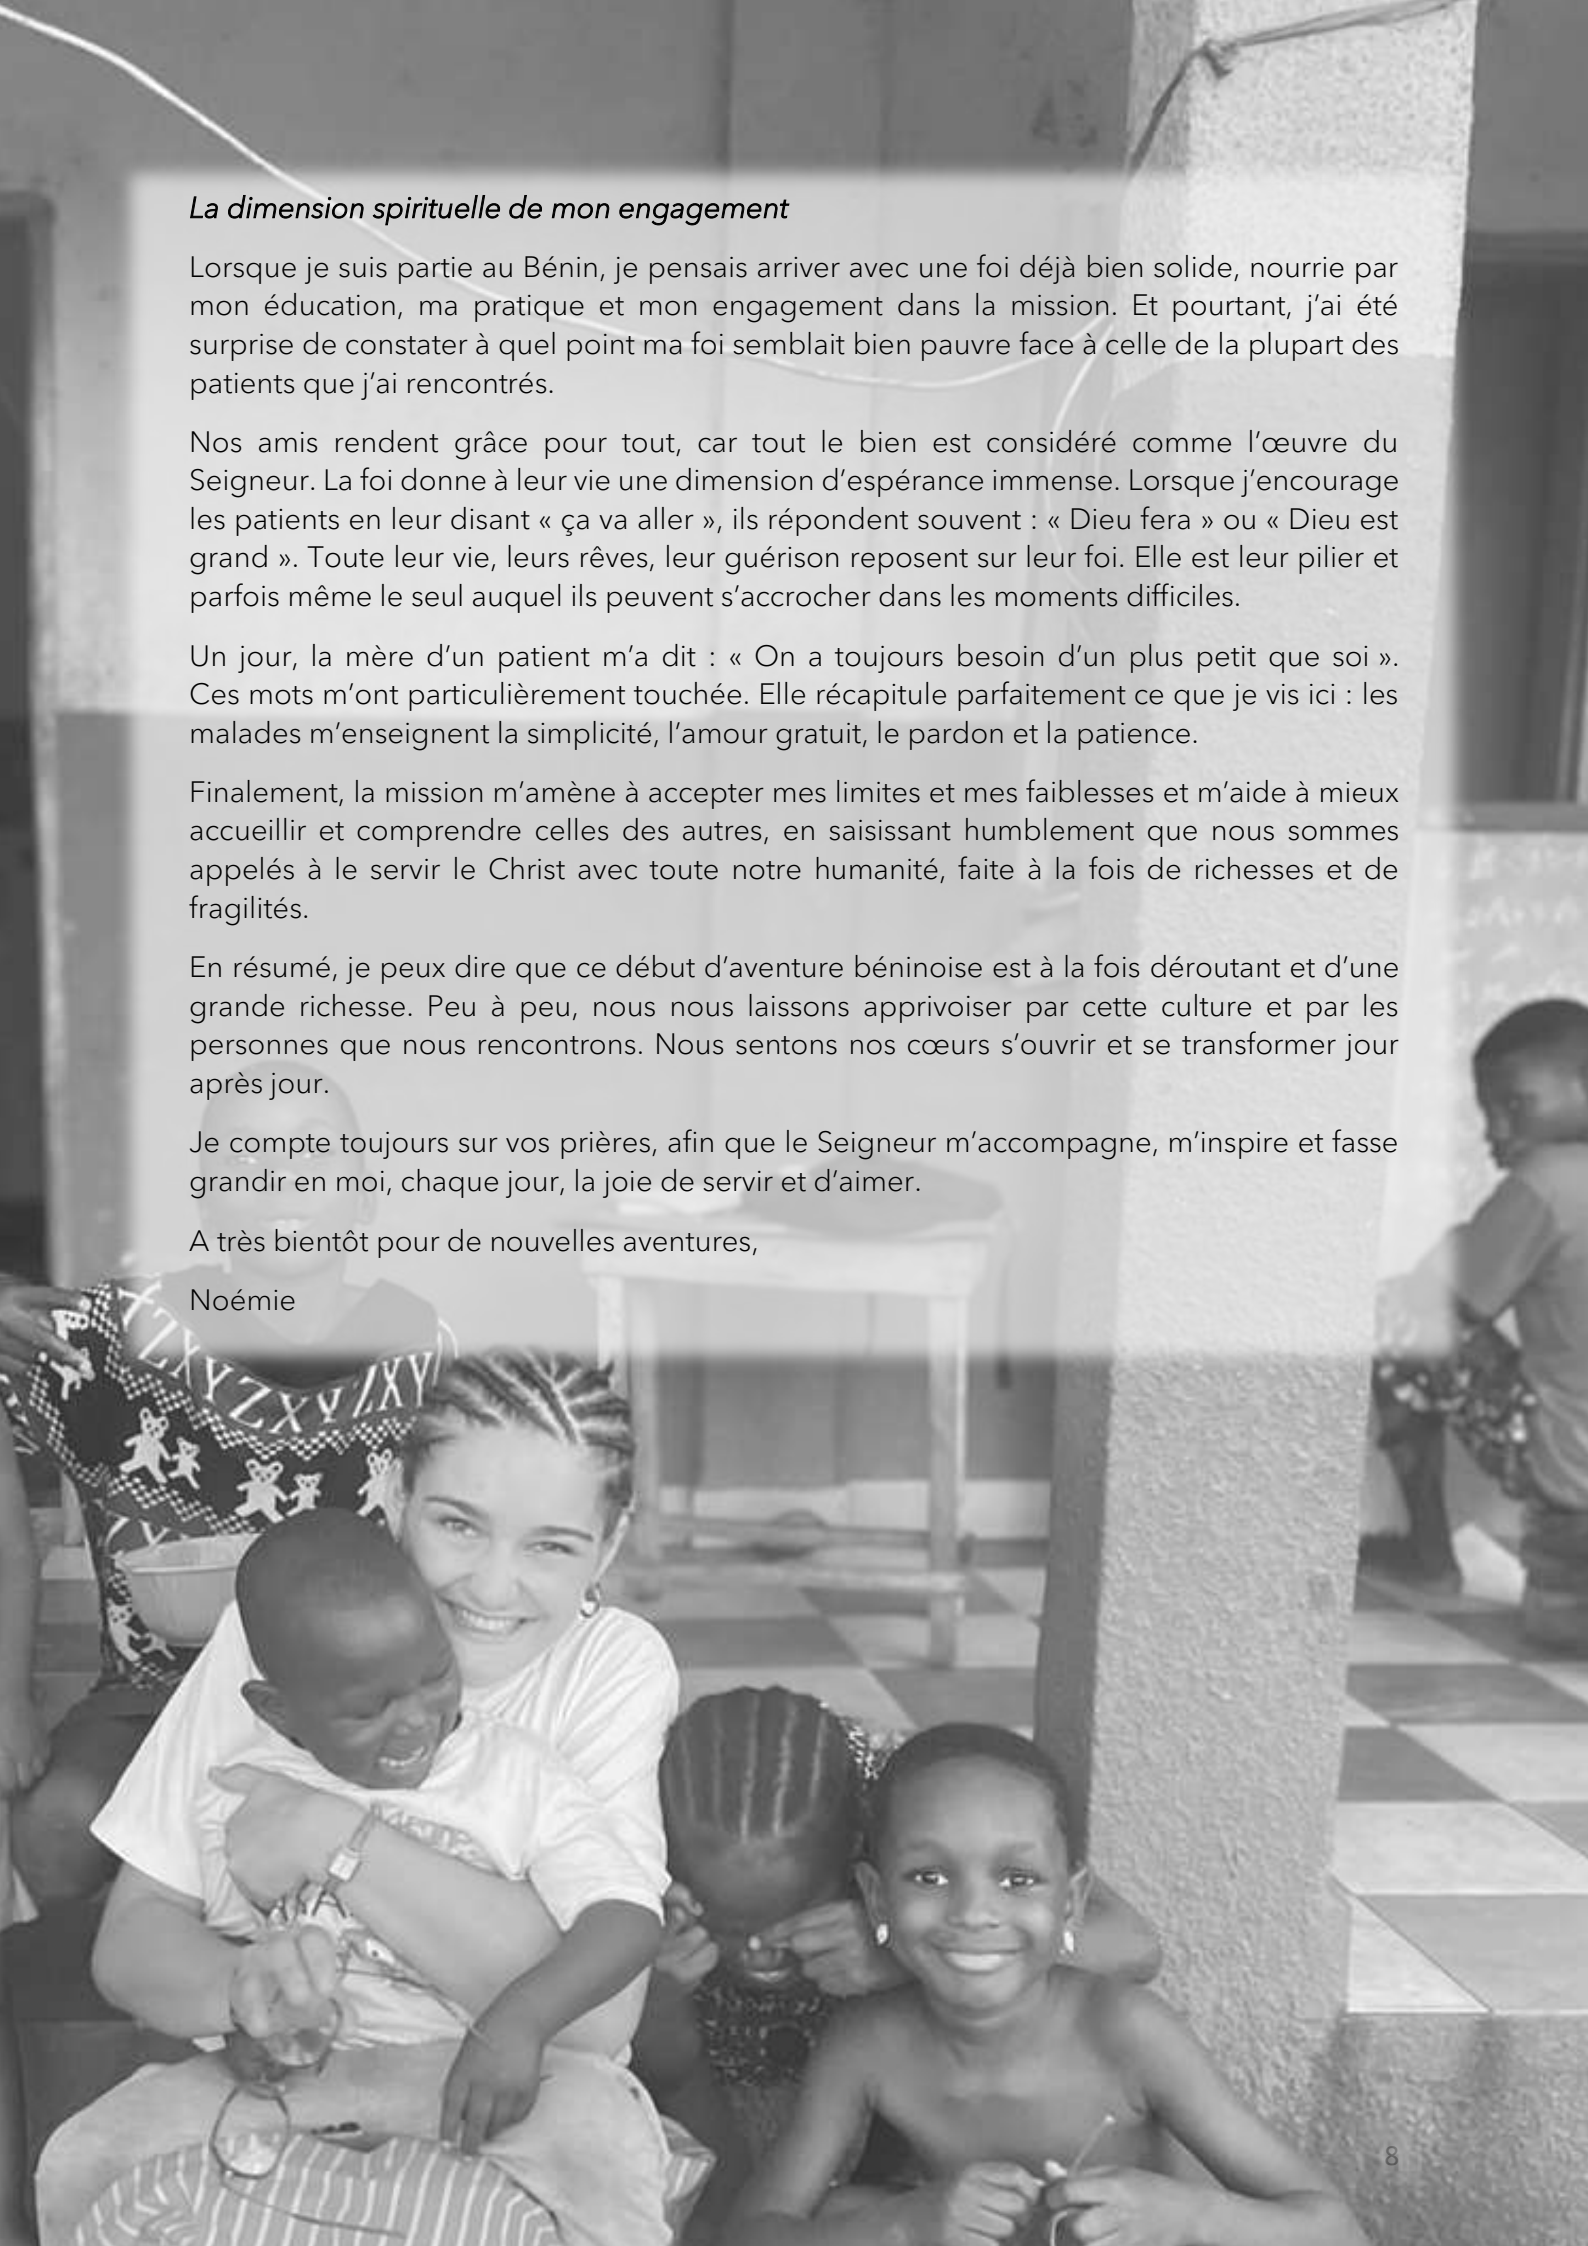 La dimension spirituelle de mon engagement
Lorsque je suis partie au Bénin, je pensais arriver avec une foi déjà bien solide, nourrie par
mon éducation, ma pratique et mon engagement dans la mission. Et pourtant, j’ai été
surprise de constater à quel point ma foi semblait bien pauvre face à celle de la plupart des
patients que j’ai rencontrés.
Nos amis rendent grâce pour tout, car tout le bien est considéré comme l’œuvre du
Seigneur. La foi donne à leur vie une dimension d’espérance immense. Lorsque j’encourage
les patients en leur disant « ça va aller », ils répondent souvent : « Dieu fera » ou « Dieu est
grand ». Toute leur vie, leurs rêves, leur guérison reposent sur leur foi. Elle est leur pilier et
parfois même le seul auquel ils peuvent s’accrocher dans les moments difficiles.
Un jour, la mère d’un patient m’a dit : « On a toujours besoin d’un plus petit que soi ».
Ces mots m’ont particulièrement touchée. Elle récapitule parfaitement ce que je vis ici : les
malades m’enseignent la simplicité, l’amour gratuit, le pardon et la patience.
Finalement, la mission m’amène à accepter mes limites et mes faiblesses et m’aide à mieux
accueillir et comprendre celles des autres, en saisissant humblement que nous sommes
appelés à le servir le Christ avec toute notre humanité, faite à la fois de richesses et de
fragilités.
En résumé, je peux dire que ce début d’aventure béninoise est à la fois déroutant et d’une
grande richesse. Peu à peu, nous nous laissons apprivoiser par cette culture et par les
personnes que nous rencontrons. Nous sentons nos cœurs s’ouvrir et se transformer jour
après jour.
Je compte toujours sur vos prières, afin que le Seigneur m’accompagne, m’inspire et fasse
grandir en moi, chaque jour, la joie de servir et d’aimer.
A très bientôt pour de nouvelles aventures,
Noémie
XZXYZXYZXY
8